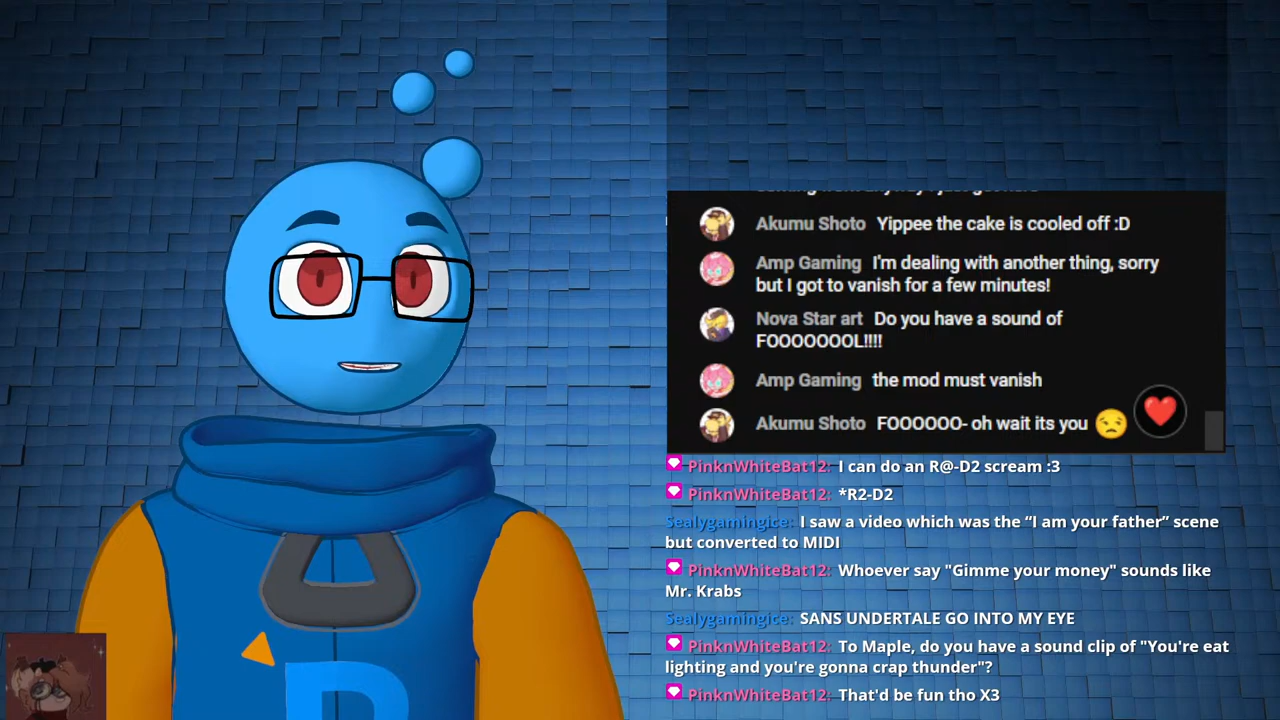 Akumu Shoto Yippee the cake is cooled off :D
Amp Gaming I'm dealing with another thing, sorry
but I got to vanish for a few minutes!
Nova Star art Do you have a sound of
FOOOOOOOL!!!!
Amp Gaming the mod must vanish
Akumu Shoto FOOOOOO- oh wait its you 😒
PinknWhiteBat12: I can do an R@-D2 scream :3
PinknWhiteBat12: *R2-D2
Sealygamingice: I saw a video which was the “I am your father” scene
but converted to MIDI
PinknWhiteBat12: Whoever say "Gimme your money" sounds like
Mr. Krabs
Sealygamingice: SANS UNDERTALE GO INTO MY EYE
PinknWhiteBat12: To Maple, do you have a sound clip of "You're eat
lighting and you're gonna crap thunder"?
PinknWhiteBat12: That'd be fun tho X3